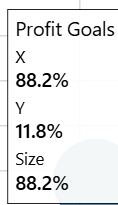 Profit Goals
X
88.2%
Y
11.8%
Size
88.2%